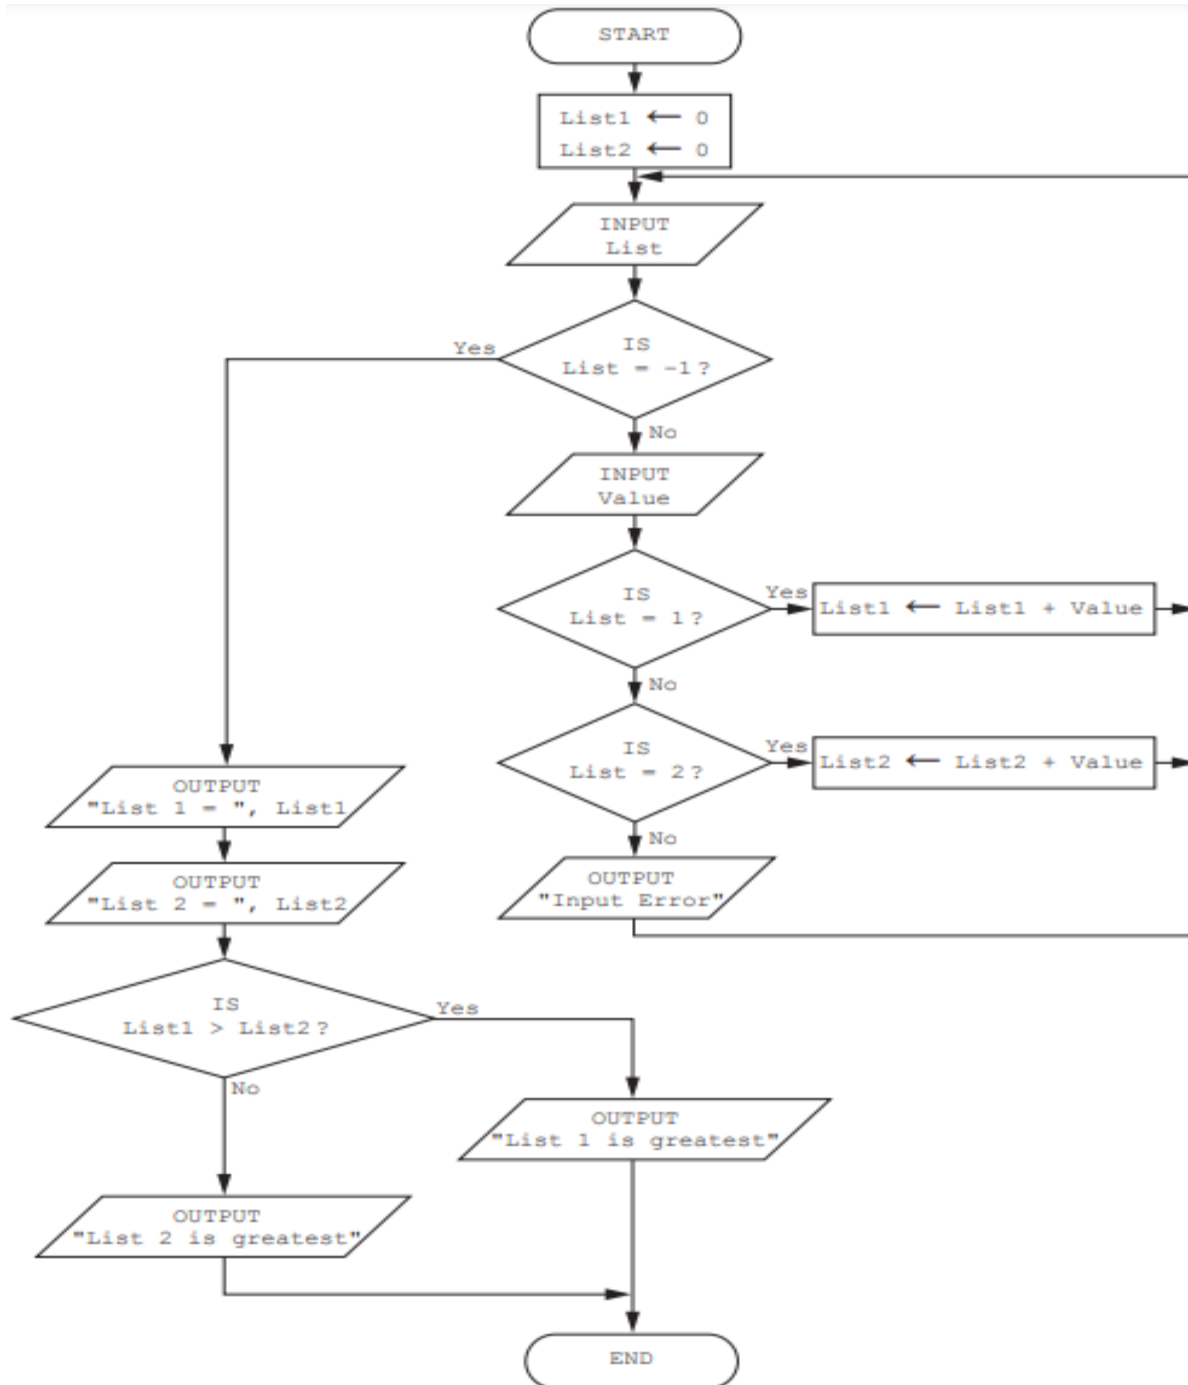 START
List1 ← 0
List2 ← 0
INPUT
List
IS
List = -1?
Yes
No
INPUT
Value
IS
List = 1?
Yes
List1 ← List1 + Value
No
IS
List = 2?
Yes
List2 ← List2 + Value
No
OUTPUT
"Input Error"
OUTPUT
"List 1 = ", List1
OUTPUT
"List 2 = ", List2
IS
List1 > List2?
Yes
No
OUTPUT
"List 1 is greatest"
OUTPUT
"List 2 is greatest"
END